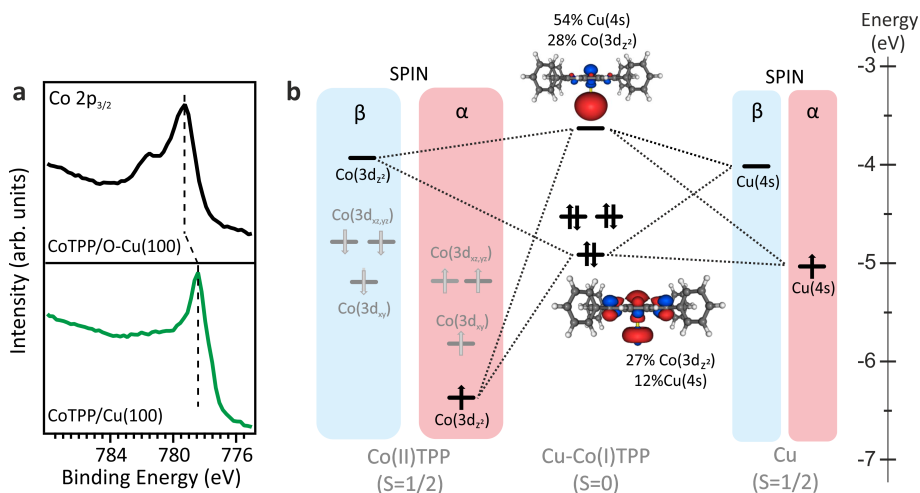 a
Co 2p3/2
CoTPP/O-Cu(100)
CoTPP/Cu(100)
Intensity (arb. units)
784 780 776
Binding Energy (eV)
b
SPIN
β α
Co(3dz²)
Co(3dxz,yz)
Co(3dxy)
Co(3dxz,yz)
Co(3dxy)
Co(3dz²)
Co(II)TPP
(S=1/2)
54% Cu(4s)
28% Co(3dz²)
27% Co(3dz²)
12%Cu(4s)
Cu-Co(I)TPP
(S=0)
SPIN
β α
Cu(4s)
Cu(4s)
Cu
(S=1/2)
Energy
(eV)
-3
-4
-5
-6
-7